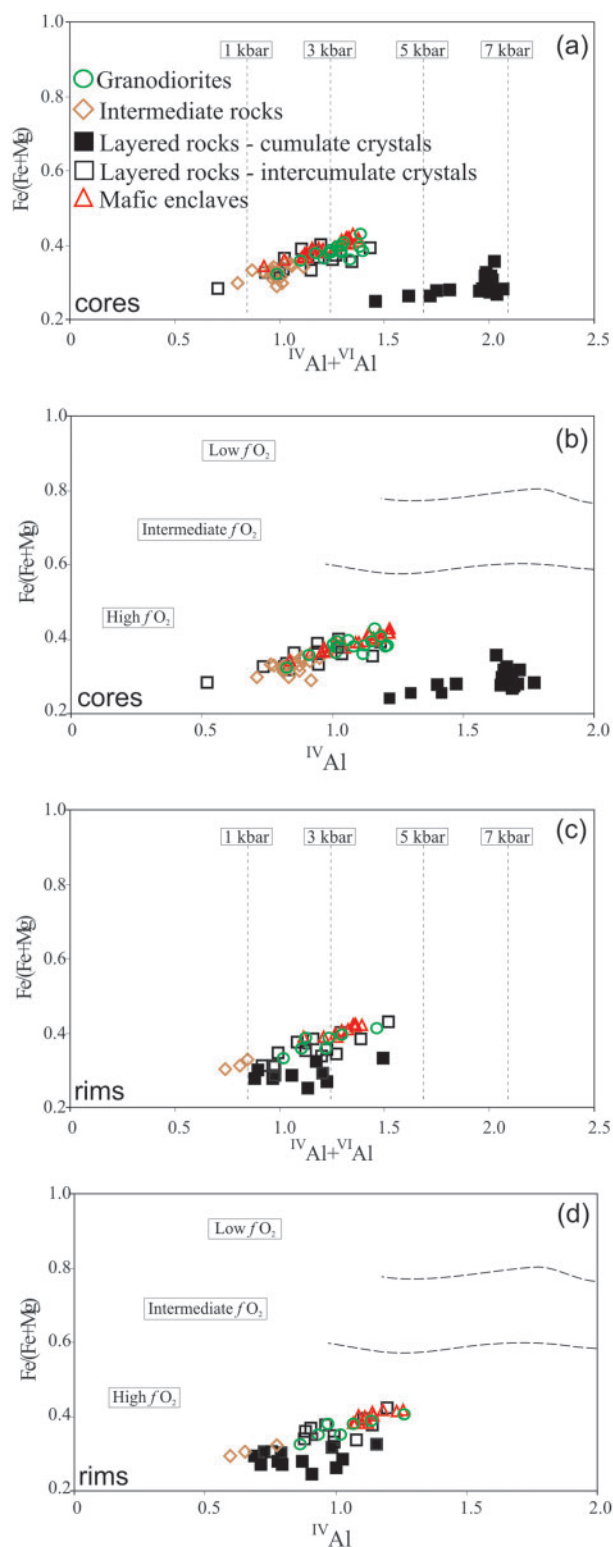 (a)
1.0
1 kbar 3 kbar 5 kbar 7 kbar
Granodiorites
Intermediate rocks
Layered rocks - cumulate crystals
Layered rocks - intercumulate crystals
Mafic enclaves
0.8
0.6
0.4
0.2
Fe/(Fe+Mg)
cores
0 0.5 1.0 1.5 2.0 2.5
IVAl+VIAl
(b)
1.0
Low fO2
0.8
Intermediate fO2
0.6
High fO2
0.4
0.2
Fe/(Fe+Mg)
cores
0 0.5 1.0 1.5 2.0
IVAl
(c)
1.0
1 kbar 3 kbar 5 kbar 7 kbar
0.8
0.6
0.4
0.2
Fe/(Fe+Mg)
rims
0 0.5 1.0 1.5 2.0 2.5
IVAl+VIAl
(d)
1.0
Low fO2
0.8
Intermediate fO2
0.6
High fO2
0.4
0.2
Fe/(Fe+Mg)
rims
0 0.5 1.0 1.5 2.0
IVAl